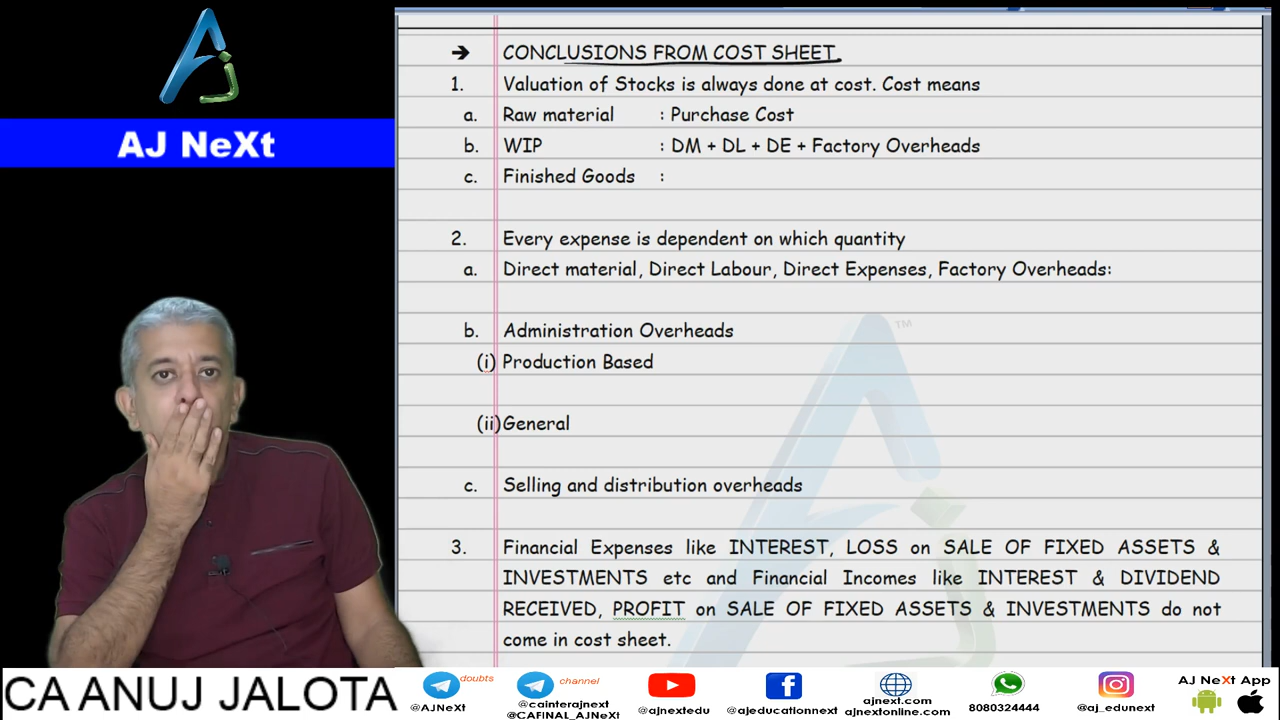 AJ NeXt
➔ CONCLUSIONS FROM COST SHEET
1. Valuation of Stocks is always done at cost. Cost means
a. Raw material : Purchase Cost
b. WIP : DM + DL + DE + Factory Overheads
c. Finished Goods :
2. Every expense is dependent on which quantity
a. Direct material, Direct Labour, Direct Expenses, Factory Overheads:
b. Administration Overheads
(i) Production Based
(ii) General
c. Selling and distribution overheads
3. Financial Expenses like INTEREST, LOSS on SALE OF FIXED ASSETS &
INVESTMENTS etc and Financial Incomes like INTEREST & DIVIDEND
RECEIVED, PROFIT on SALE OF FIXED ASSETS & INVESTMENTS do not
come in cost sheet.
TM
CA ANUJ JALOTA
doubts
@AJNeXt
channel
@cainterajnext
@CAFINAL_AJNeXt
@ajnextedu
@ajeducationnext
ajnext.com
ajnextonline.com
8080324444
@aj_edunext
AJ NeXt App